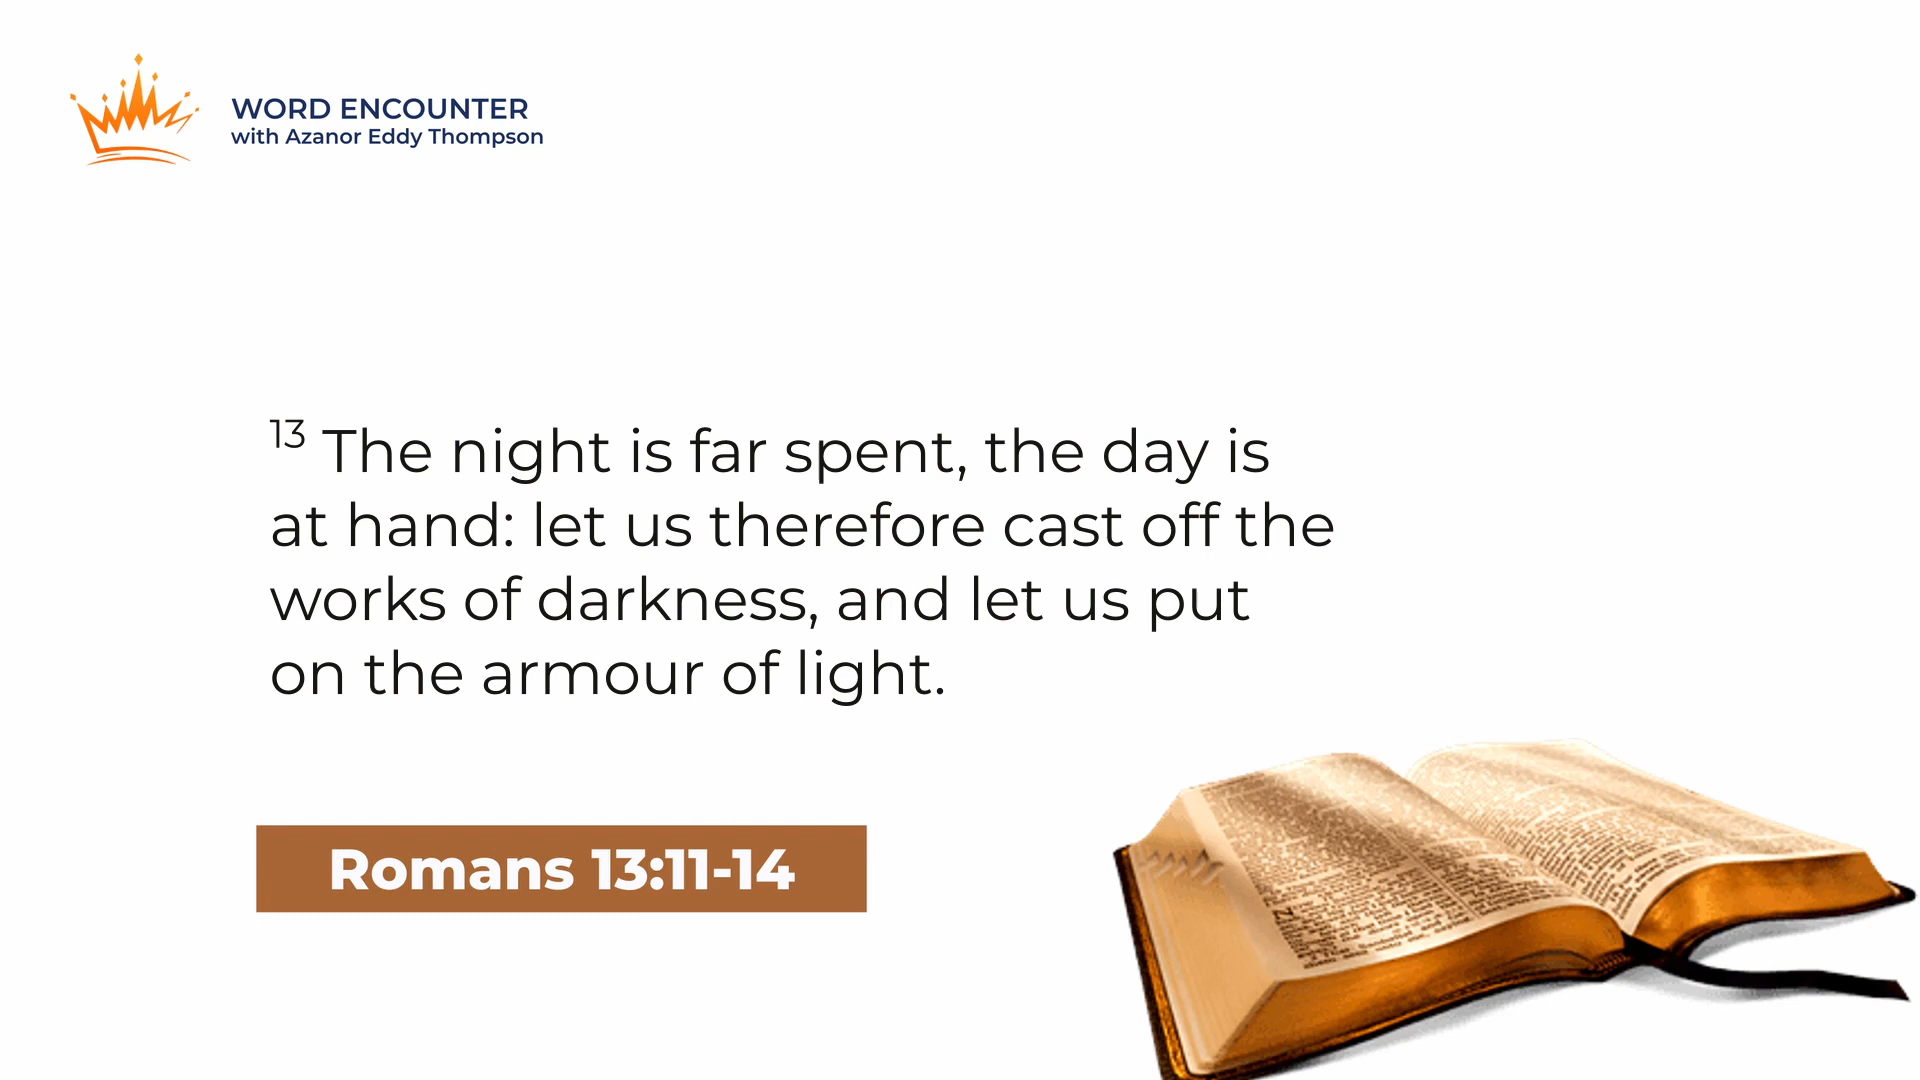 WORD ENCOUNTER
with Azanor Eddy Thompson
13 The night is far spent, the day is
at hand: let us therefore cast off the
works of darkness, and let us put
on the armour of light.
Romans 13:11-14